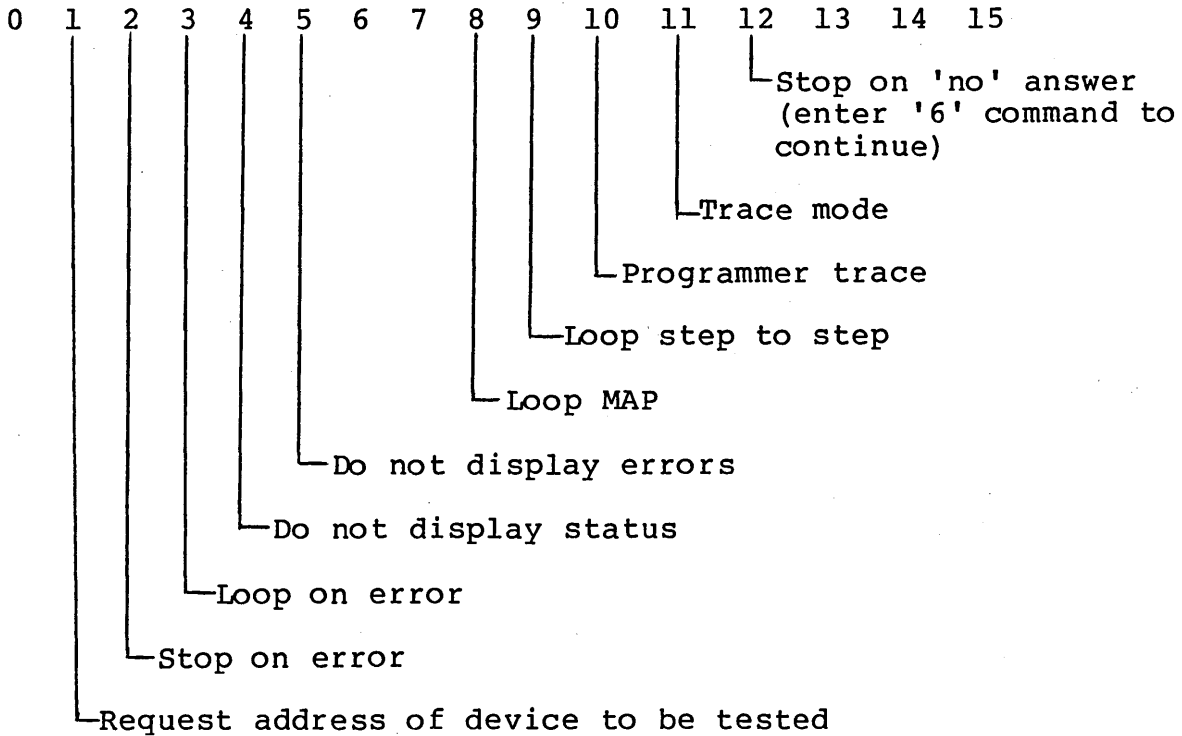 0 1 2 3 4 5 6 7 8 9 10 11 12 13 14 15
Stop on 'no' answer
(enter '6' command to
continue)
Trace mode
Programmer trace
Loop step to step
Loop MAP
Do not display errors
Do not display status
Loop on error
Stop on error
Request address of device to be tested